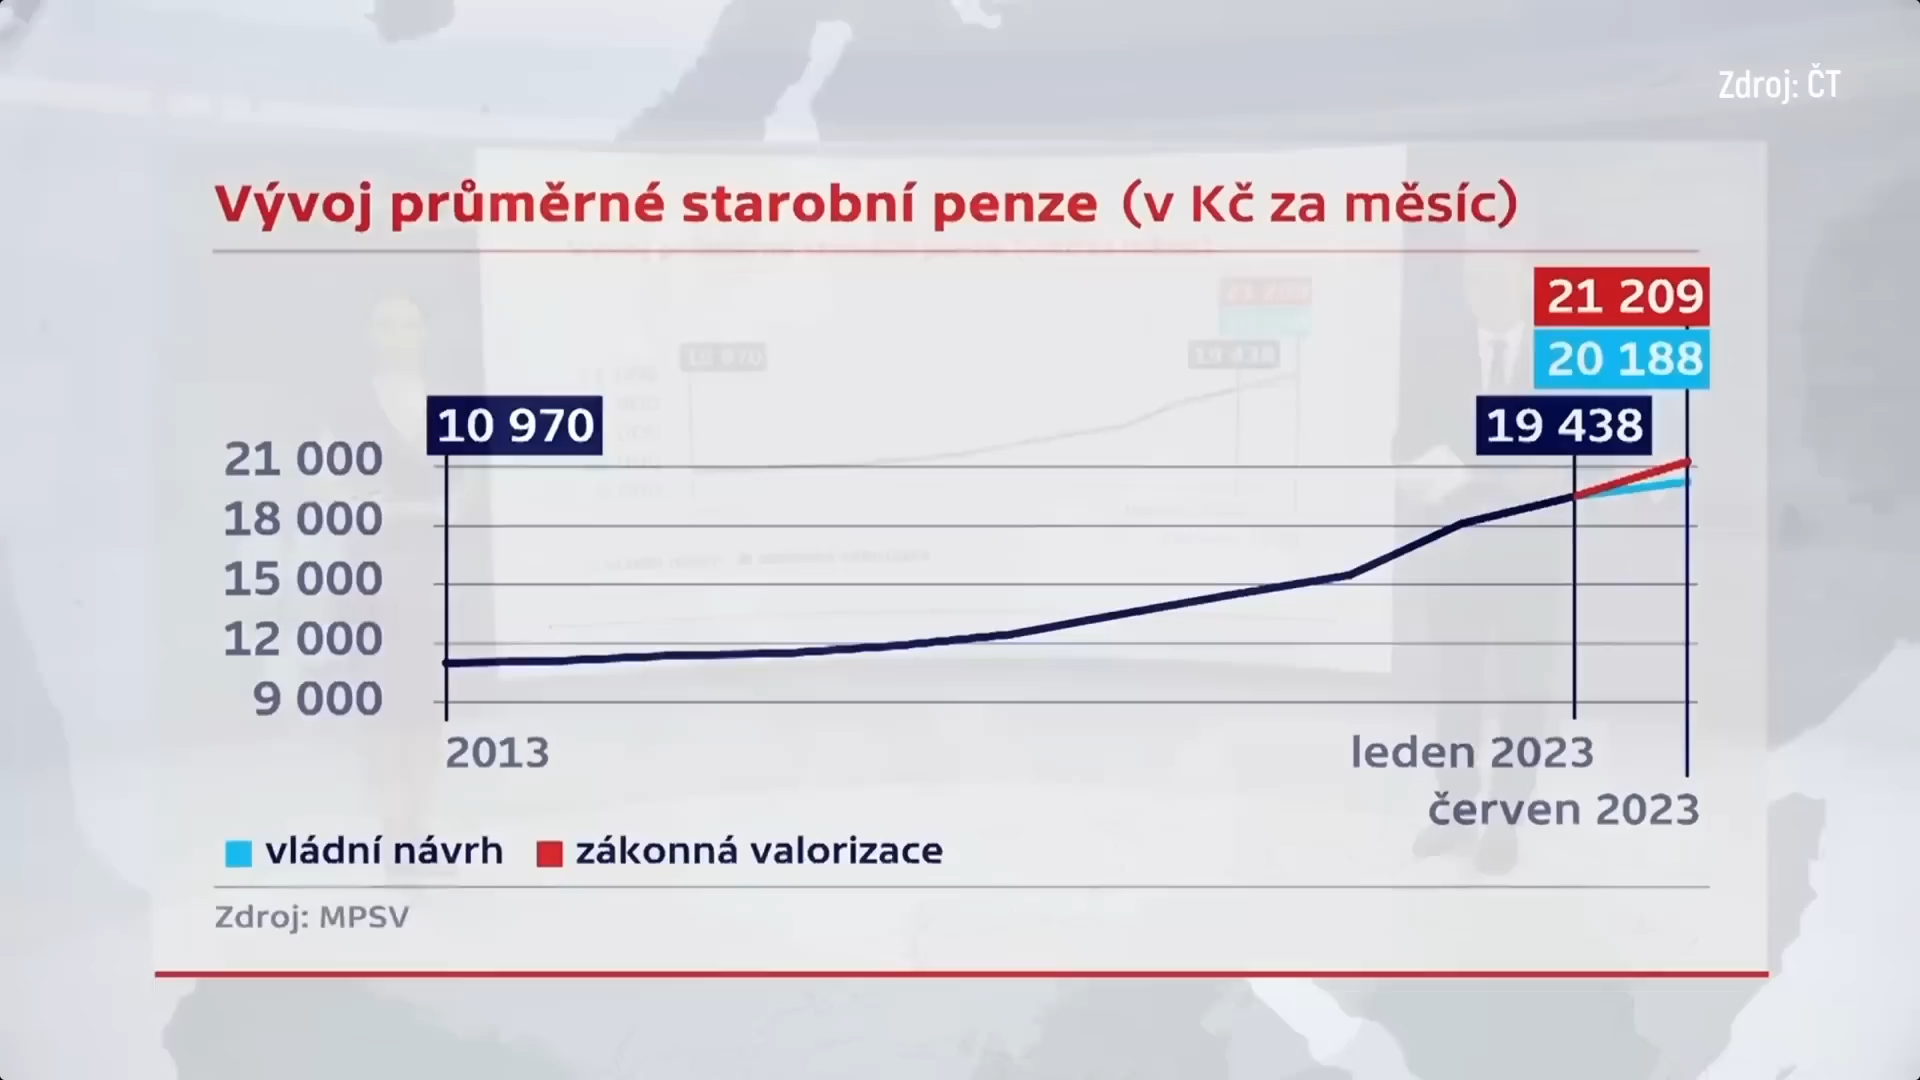 Zdroj: ČT
Vývoj průměrné starobní penze (v Kč za měsíc)
21 209
20 188
10 970
19 438
21 000
18 000
15 000
12 000
9 000
2013
leden 2023
červen 2023
vládní návrh
zákonná valorizace
Zdroj: MPSV